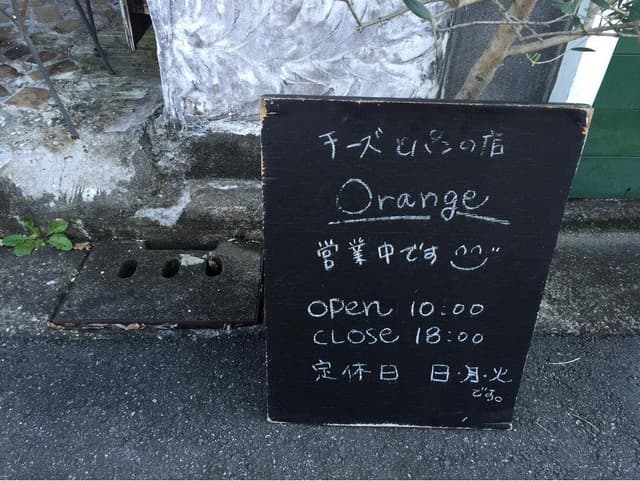 チーズとパンの店
Orange
営業中です
open 10:00
CLOSE 18:00
定休日 日・月・火
です。